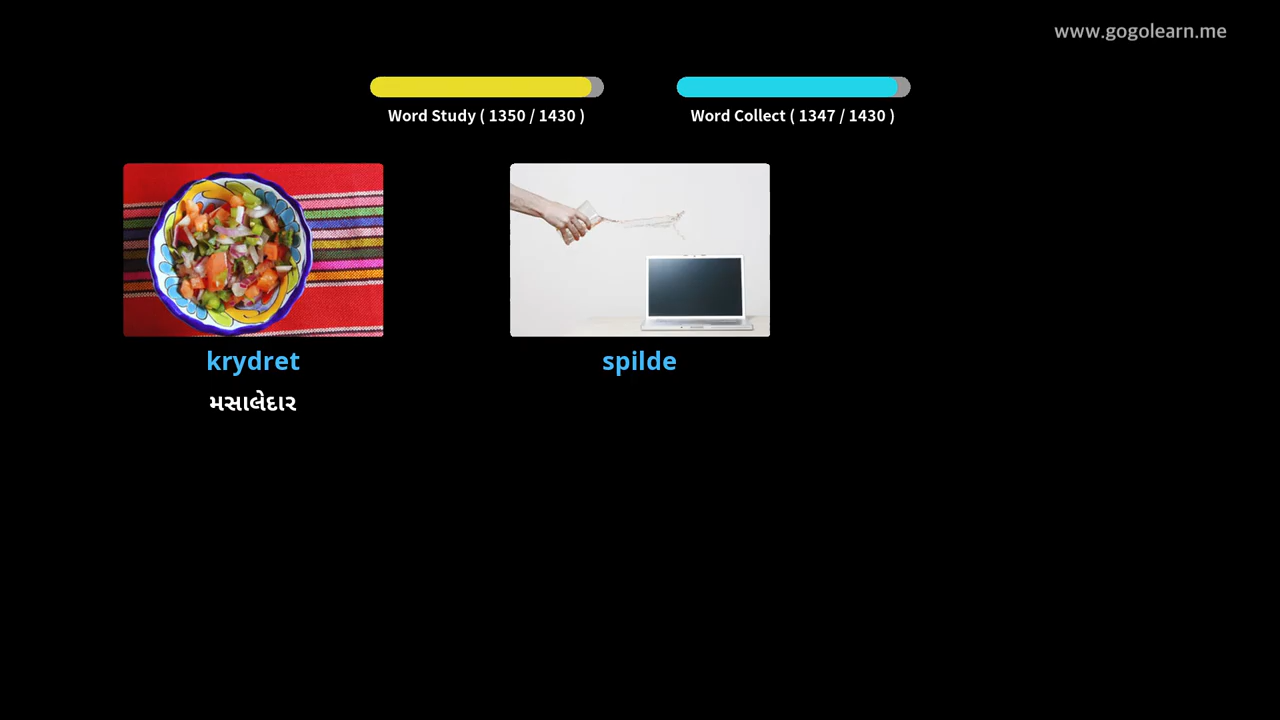 www.gogolearn.me
Word Study ( 1350 / 1430 )
Word Collect ( 1347 / 1430 )
krydret
spilde
મસાલેદાર